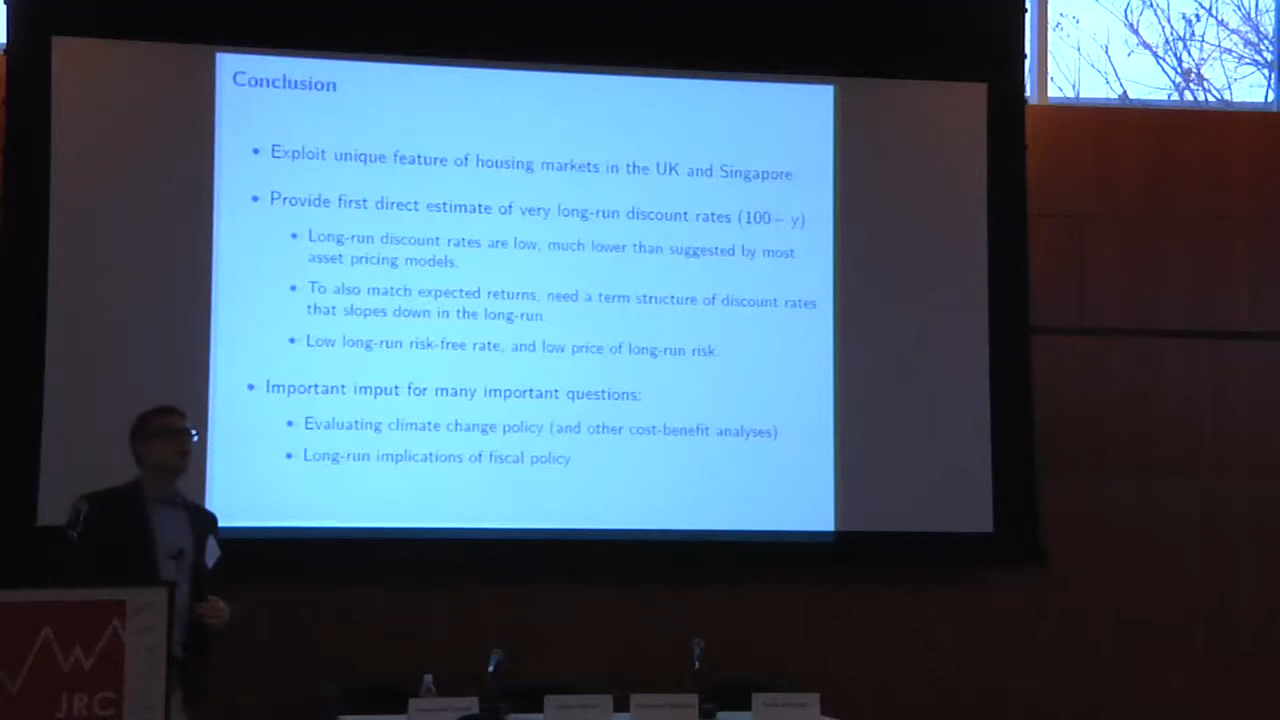 Conclusion
• Exploit unique feature of housing markets in the UK and Singapore
• Provide first direct estimate of very long-run discount rates (100− y)
• Long-run discount rates are low, much lower than suggested by most
asset pricing models.
• To also match expected returns, need a term structure of discount rates
that slopes down in the long-run
• Low long-run risk-free rate, and low price of long-run risk.
• Important imput for many important questions:
• Evaluating climate change policy (and other cost-benefit analyses)
• Long-run implications of fiscal policy
JRC